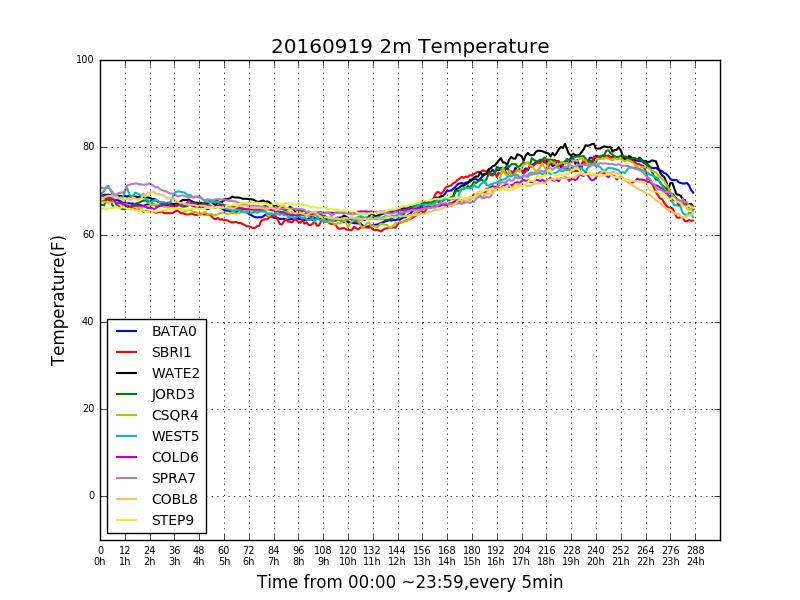 20160919 2m Temperature
100
80
60
40
20
0
Temperature(F)
BATA0
SBRI1
WATE2
JORD3
CSQR4
WEST5
COLD6
SPRA7
COBL8
STEP9
0 12 24 36 48 60 72 84 96 108 120 132 144 156 168 180 192 204 216 228 240 252 264 276 288
0h 1h 2h 3h 4h 5h 6h 7h 8h 9h 10h 11h 12h 13h 14h 15h 16h 17h 18h 19h 20h 21h 22h 23h 24h
Time from 00:00 ~23:59,every 5min